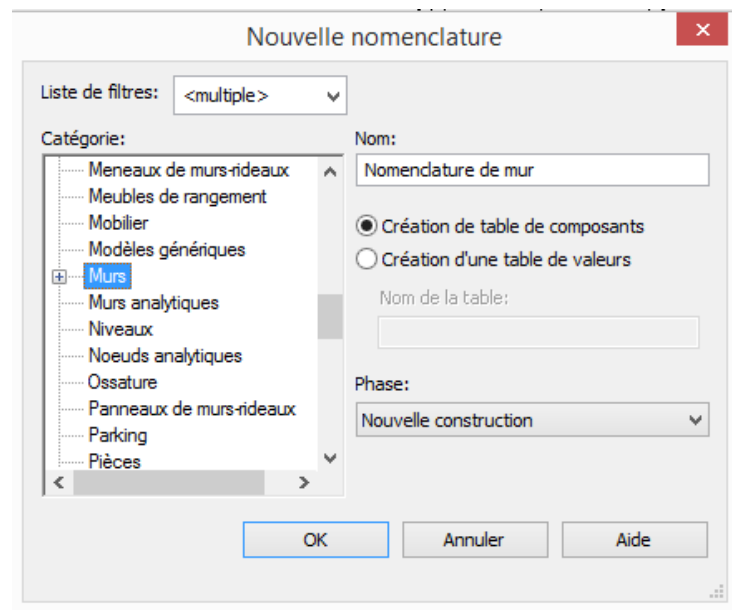 Nouvelle nomenclature
Liste de filtres: <multiple>
Catégorie:
Meneaux de murs-rideaux
Meubles de rangement
Mobilier
Modèles génériques
Murs
Murs analytiques
Niveaux
Noeuds analytiques
Ossature
Panneaux de murs-rideaux
Parking
Pièces
Nom:
Nomenclature de mur
Création de table de composants
Création d'une table de valeurs
Nom de la table:
Phase:
Nouvelle construction
OK
Annuler
Aide